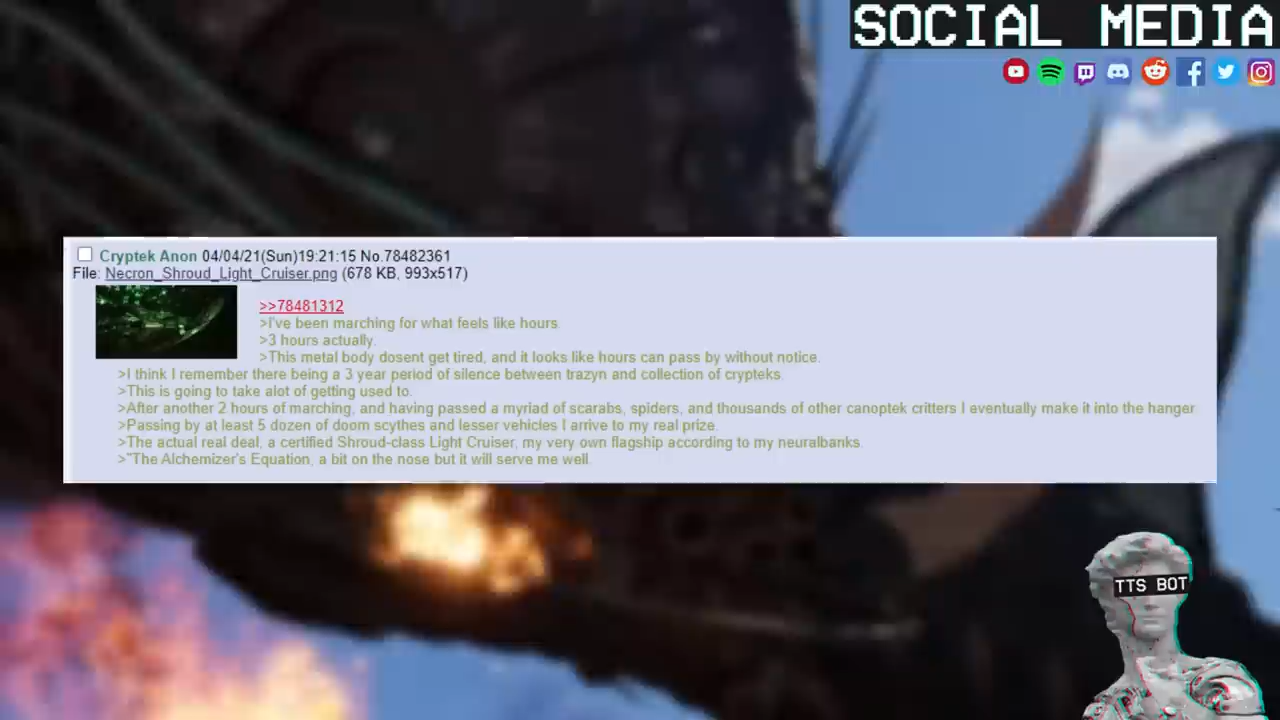 SOCIAL MEDIA
Cryptek Anon 04/04/21(Sun)19:21:15 No.78482361
File: Necron_Shroud_Light_Cruiser.png (678 KB, 993x517)
>>78481312
>I've been marching for what feels like hours.
>3 hours actually.
>This metal body dosent get tired, and it looks like hours can pass by without notice.
>I think I remember there being a 3 year period of silence between trazyn and collection of crypteks.
>This is going to take alot of getting used to.
>After another 2 hours of marching, and having passed a myriad of scarabs, spiders, and thousands of other canoptek critters I eventually make it into the hanger
>Passing by at least 5 dozen of doom scythes and lesser vehicles I arrive to my real prize.
>The actual real deal, a certified Shroud-class Light Cruiser, my very own flagship according to my neuralbanks.
>"The Alchemizer's Equation, a bit on the nose but it will serve me well.
TTS BOT